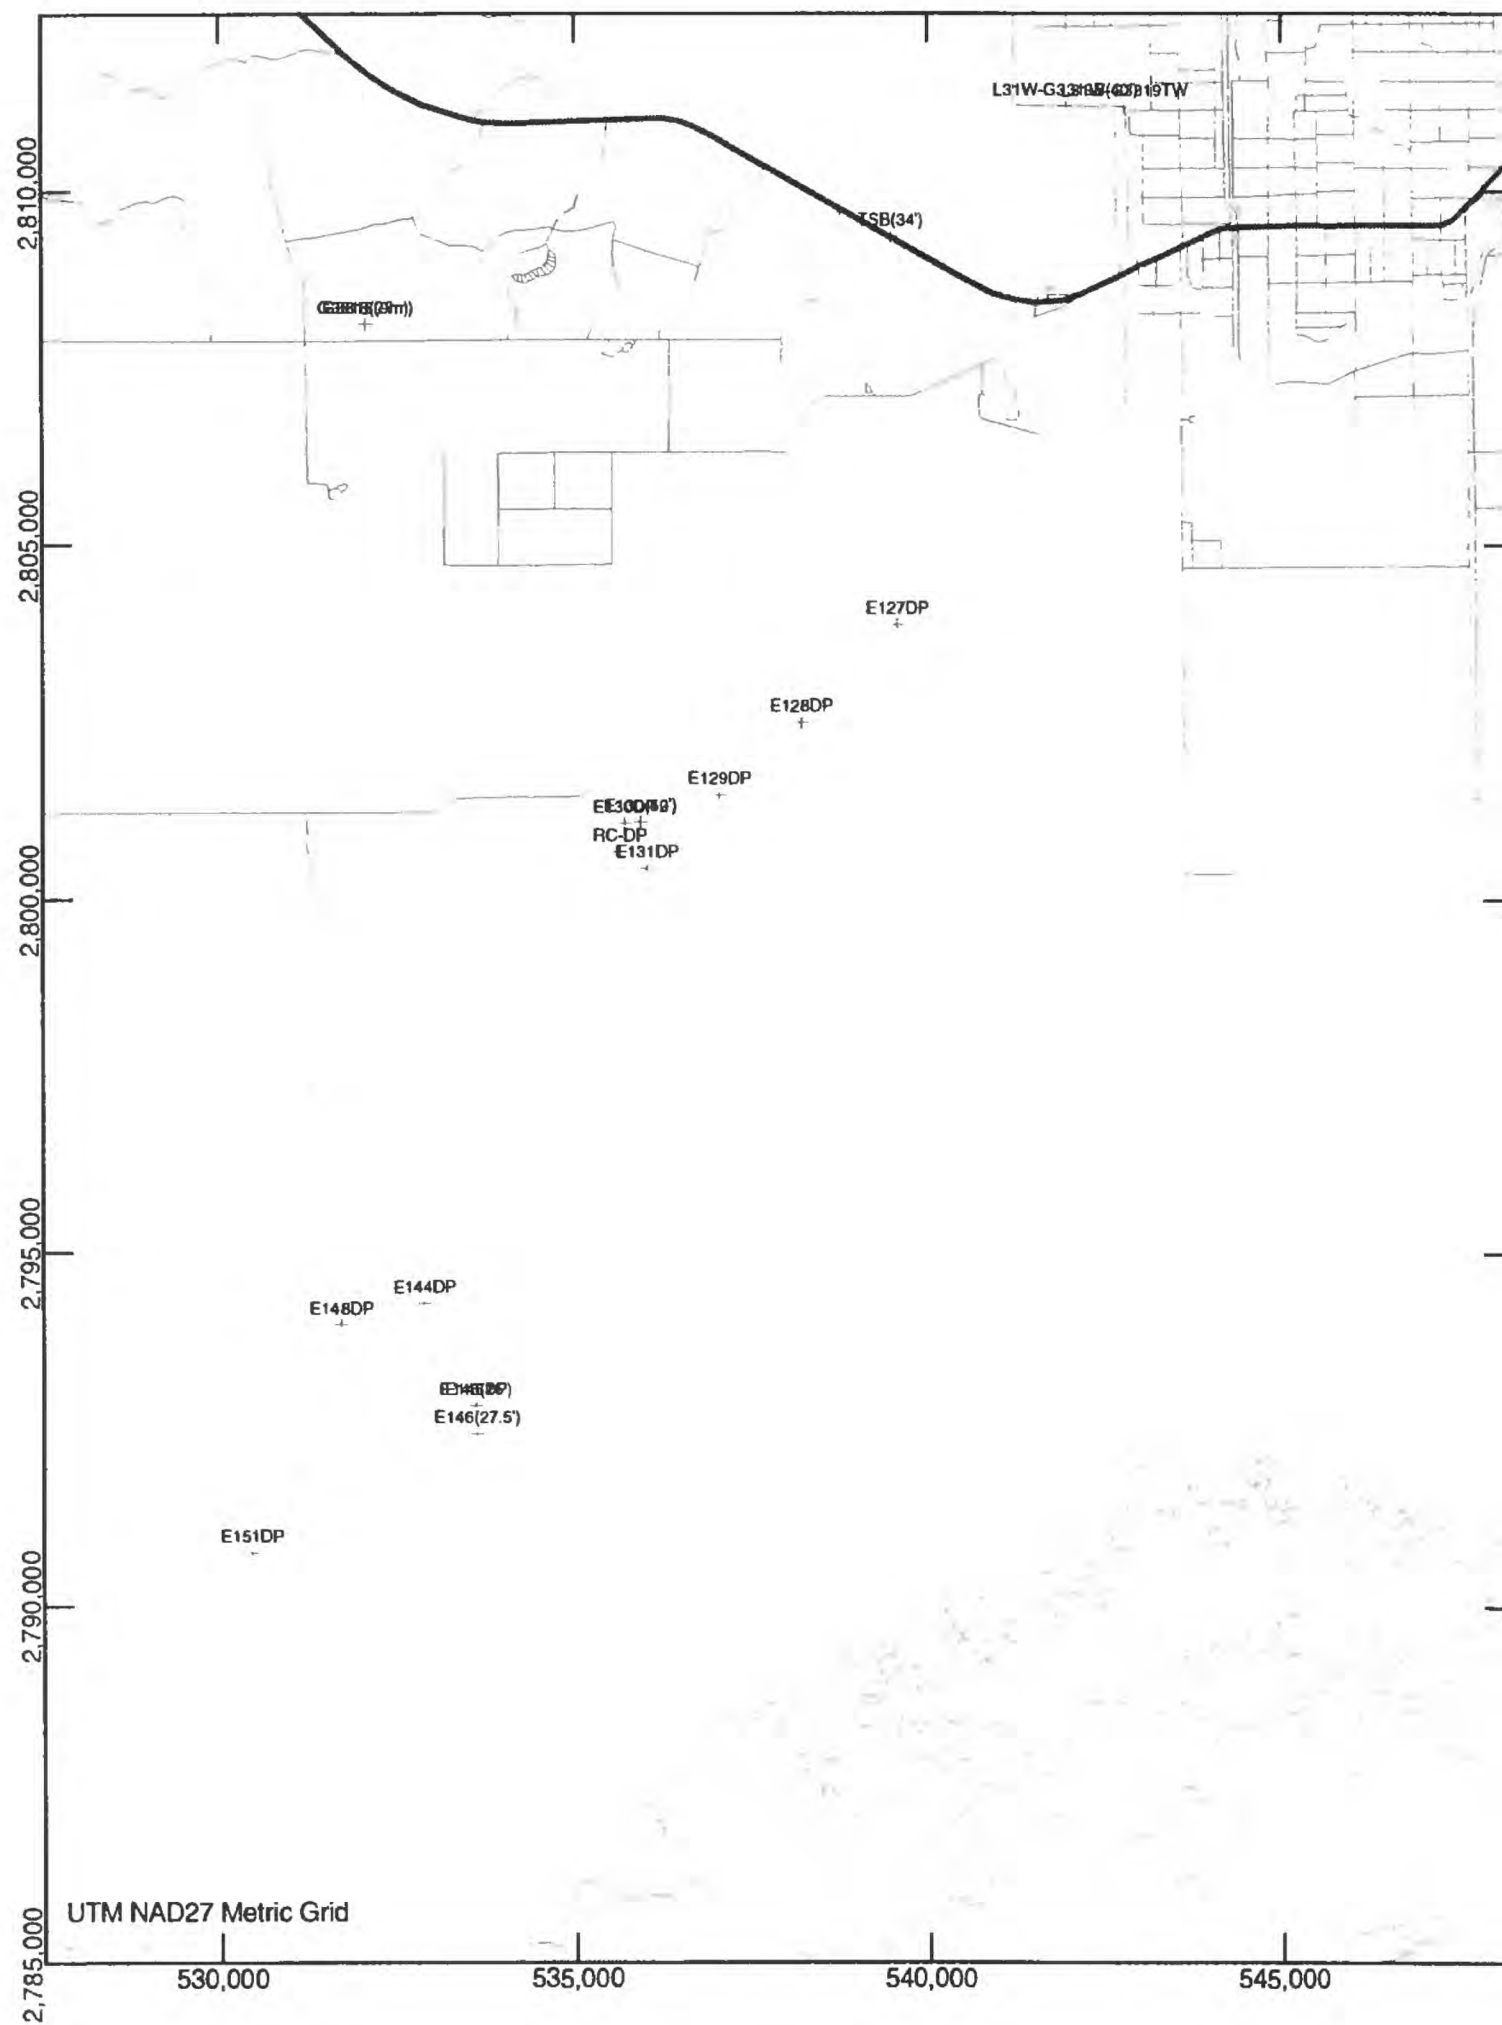 2,810,000
TSB(34')
2,805,000
E127DP
E128DP
E129DP
RC-DP
E131DP
2,800,000
2,795,000
E144DP
E148DP
E146(27.5')
E151DP
2,790,000
UTM NAD27 Metric Grid
2,785,000
530,000
535,000
540,000
545,000